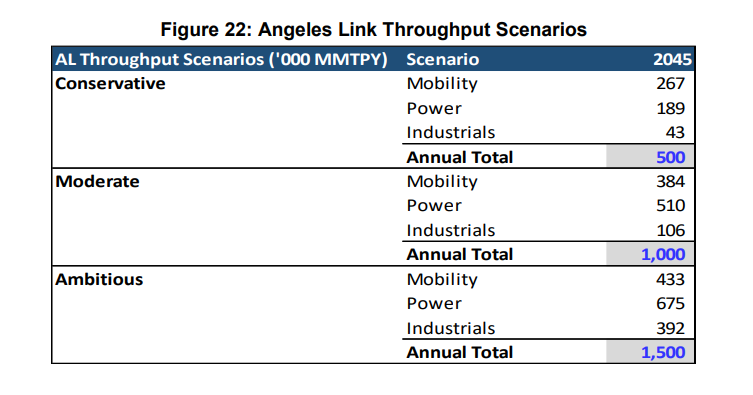 Figure 22: Angeles Link Throughput Scenarios
AL Throughput Scenarios ('000 MMTPY) Scenario 2045
Conservative Mobility 267
Power 189
Industrials 43
Annual Total 500
Moderate Mobility 384
Power 510
Industrials 106
Annual Total 1,000
Ambitious Mobility 433
Power 675
Industrials 392
Annual Total 1,500